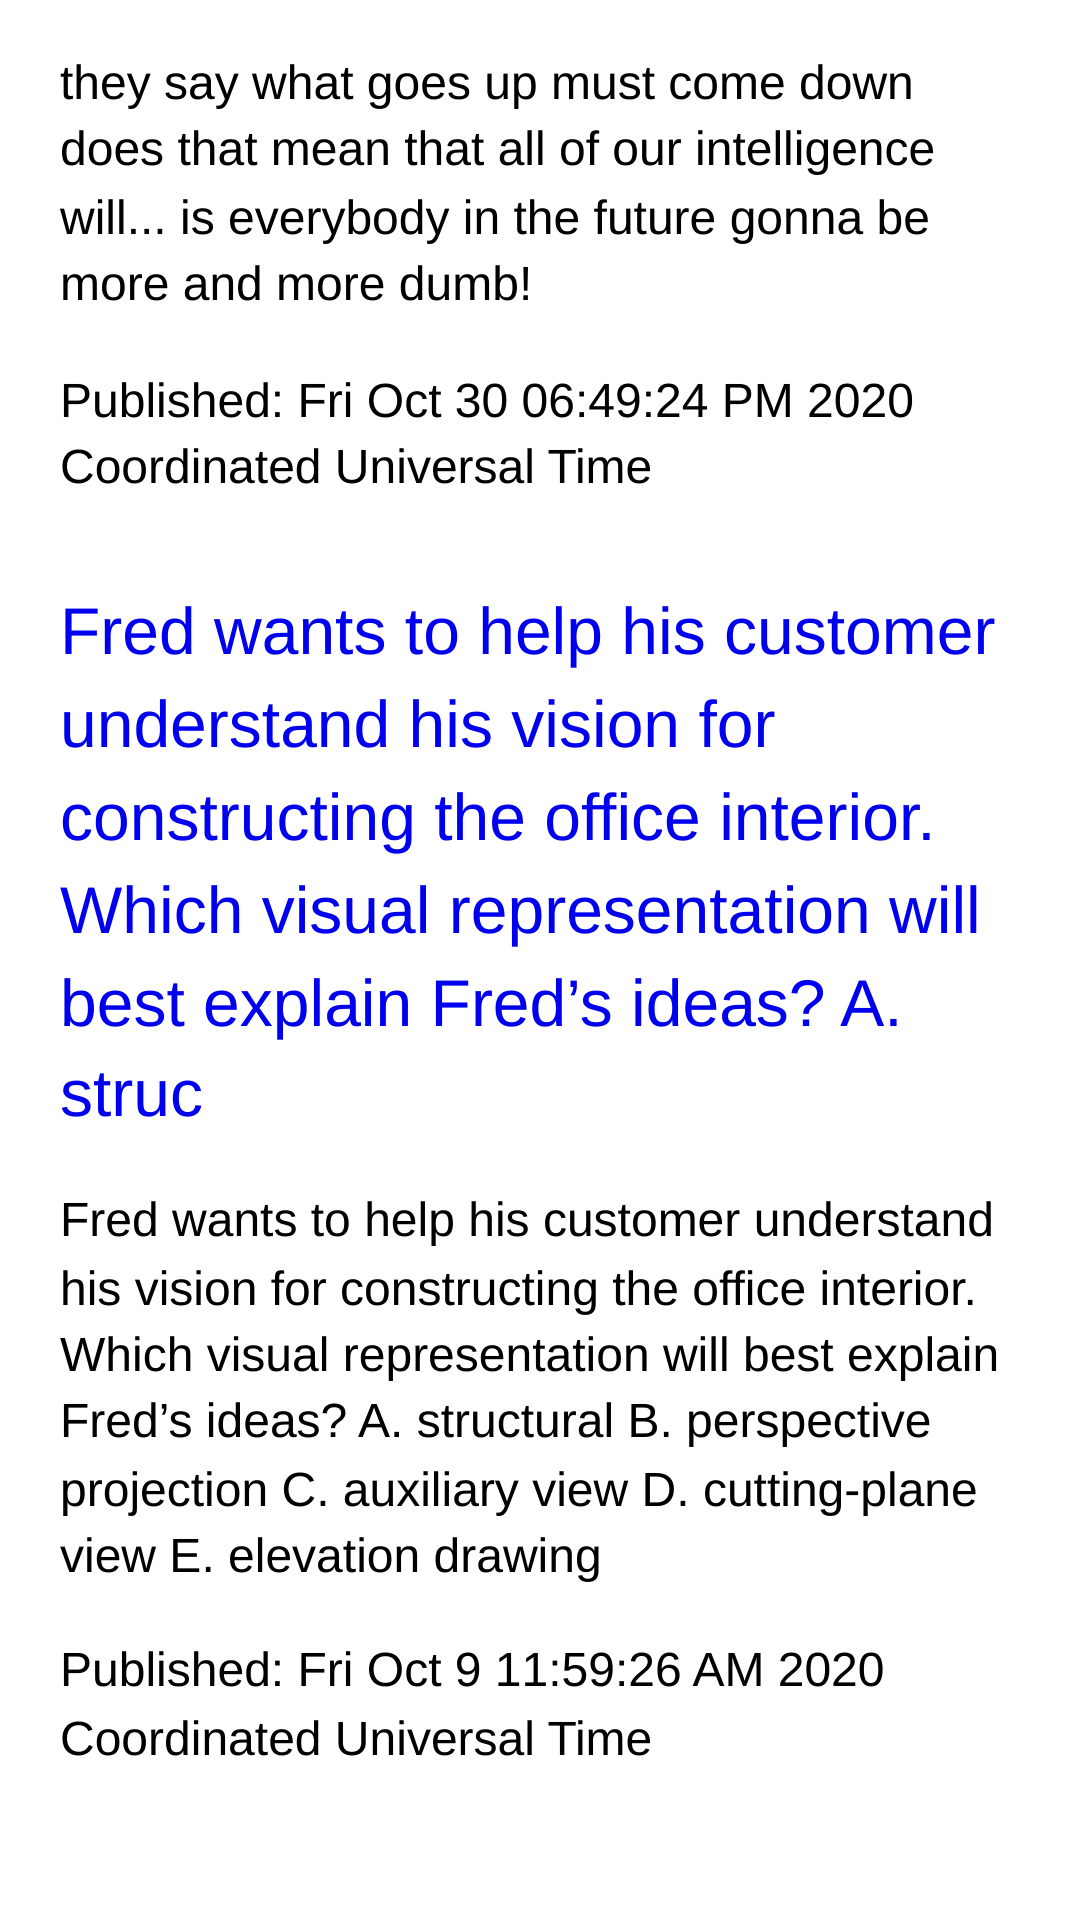 they say what goes up must come down
does that mean that all of our intelligence
will... is everybody in the future gonna be
more and more dumb!
Published: Fri Oct 30 06:49:24 PM 2020
Coordinated Universal Time
Fred wants to help his customer
understand his vision for
constructing the office interior.
Which visual representation will
best explain Fred’s ideas? A.
struc
Fred wants to help his customer understand
his vision for constructing the office interior.
Which visual representation will best explain
Fred’s ideas? A. structural B. perspective
projection C. auxiliary view D. cutting-plane
view E. elevation drawing
Published: Fri Oct 9 11:59:26 AM 2020
Coordinated Universal Time